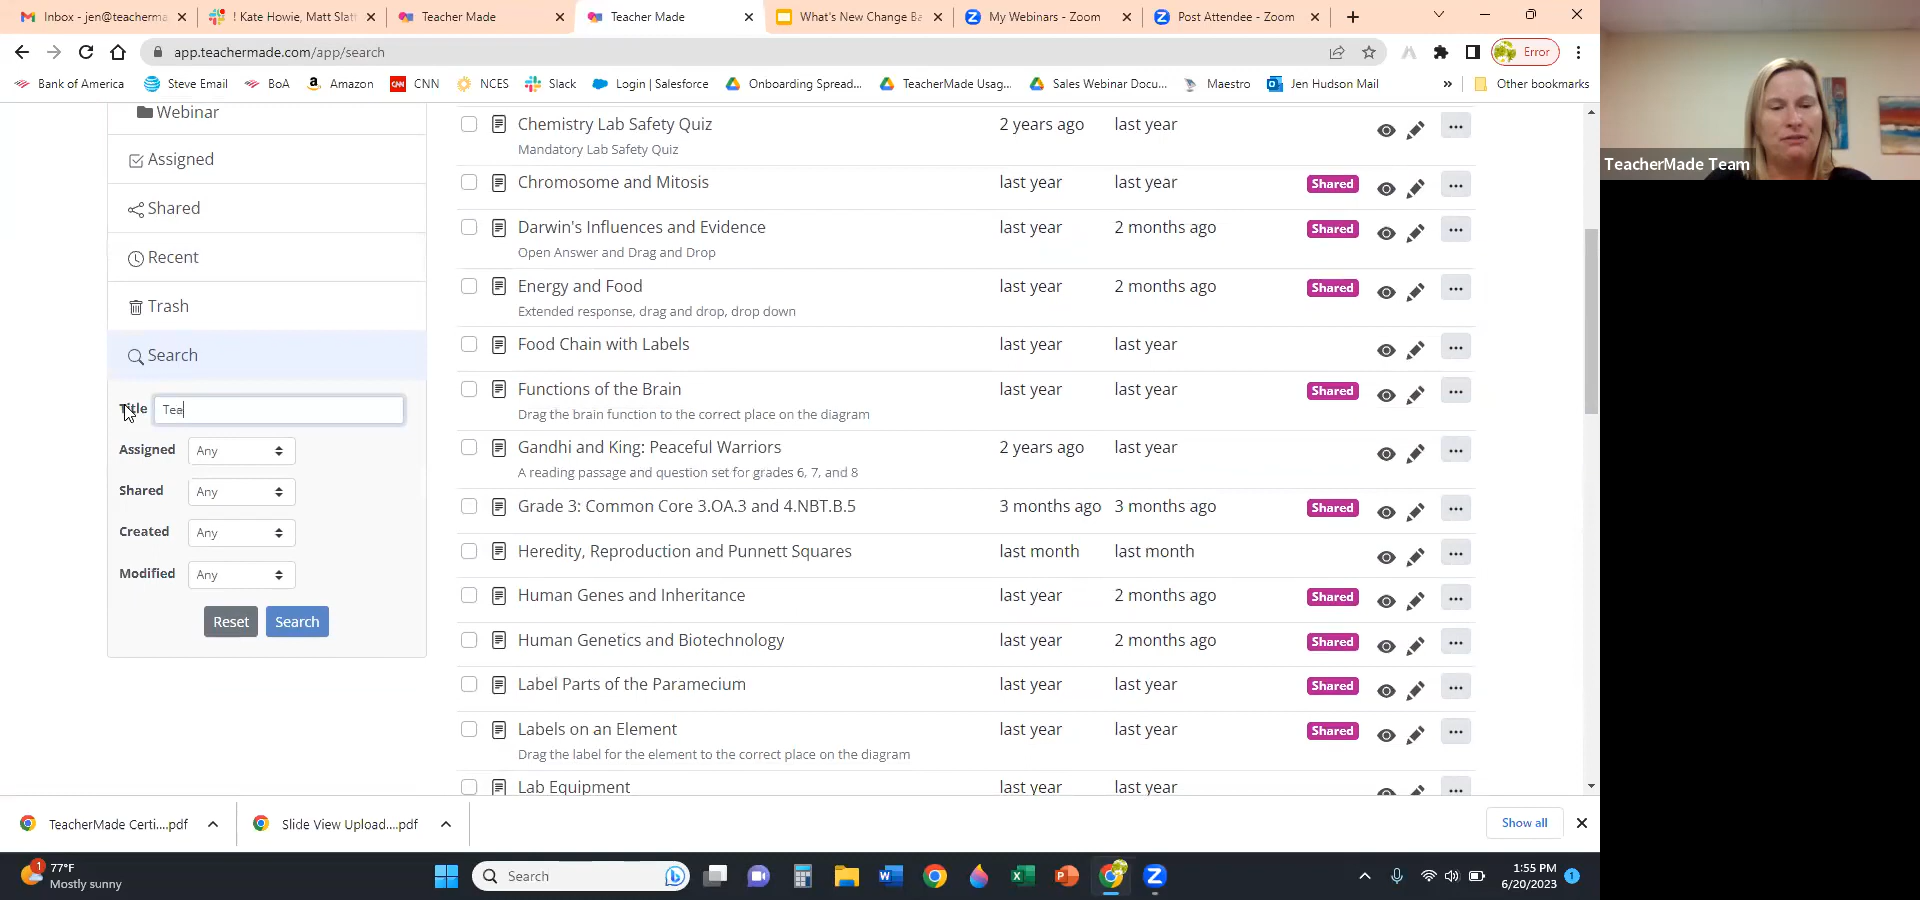 Inbox - jen@teacherma
! Kate Howie, Matt Slatt
Teacher Made
Teacher Made
What's New Change Ba
My Webinars - Zoom
Post Attendee - Zoom
app.teachermade.com/app/search
Error
Bank of America
Steve Email
BoA
Amazon
CNN
NCES
Slack
Login | Salesforce
Onboarding Spread...
TeacherMade Usag...
Sales Webinar Docu...
Maestro
Jen Hudson Mail
»
Other bookmarks
Webinar
Assigned
Shared
Recent
Trash
Search
Title Tea
Assigned Any
Shared Any
Created Any
Modified Any
Reset Search
Chemistry Lab Safety Quiz 2 years ago last year
Mandatory Lab Safety Quiz
Chromosome and Mitosis last year last year Shared
Darwin's Influences and Evidence last year 2 months ago Shared
Open Answer and Drag and Drop
Energy and Food last year 2 months ago Shared
Extended response, drag and drop, drop down
Food Chain with Labels last year last year
Functions of the Brain last year last year
Drag the brain function to the correct place on the diagram
Gandhi and King: Peaceful Warriors 2 years ago last year
A reading passage and question set for grades 6, 7, and 8
Grade 3: Common Core 3.OA.3 and 4.NBT.B.5 3 months ago 3 months ago Shared
Heredity, Reproduction and Punnett Squares last month last month
Human Genes and Inheritance last year 2 months ago Shared
Human Genetics and Biotechnology last year 2 months ago Shared
Label Parts of the Paramecium last year last year Shared
Labels on an Element last year last year Shared
Drag the label for the element to the correct place on the diagram
Lab Equipment last year last year
TeacherMade Team
TeacherMade Certi....pdf
Slide View Upload....pdf
Show all
1
77°F
Mostly sunny
Search
1:55 PM
6/20/2023
1